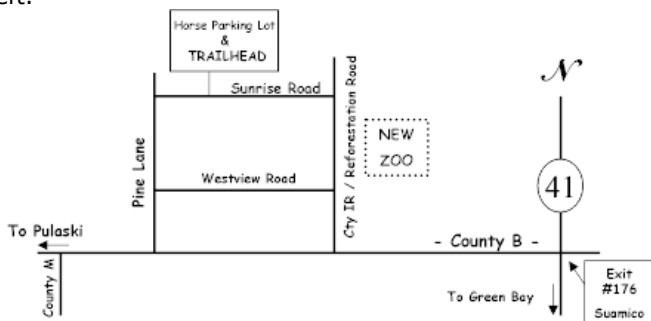 Horse Parking Lot
&
TRAILHEAD
Sunrise Road
N
NEW
ZOO
Cty IR / Reforestation Road
Pine Lane
Westview Road
41
To Pulaski
- County B -
County M
To Green Bay
Exit
#176
Suamico